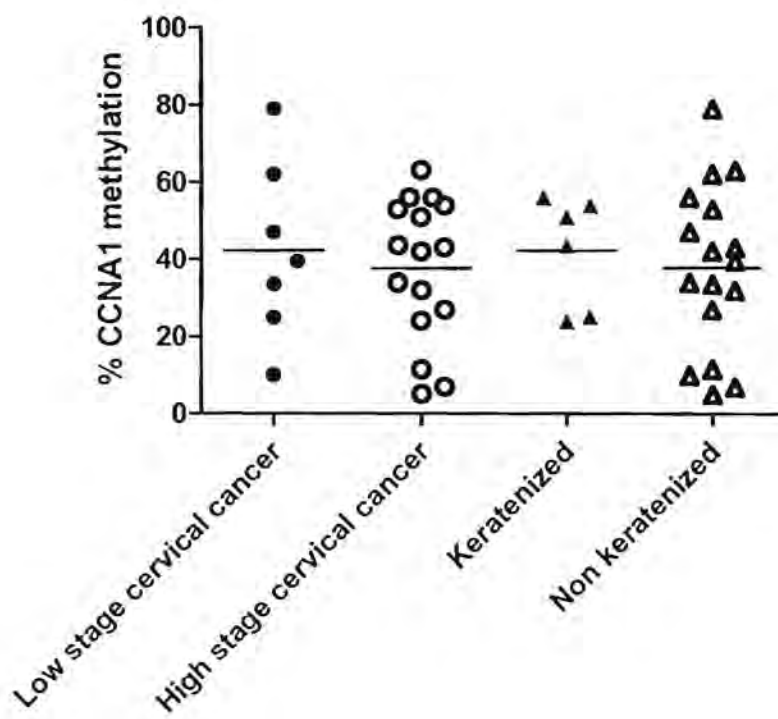 % CCNA1 methylation
100
80
60
40
20
0
Low stage cervical cancer
High stage cervical cancer
Keratenized
Non keratenized